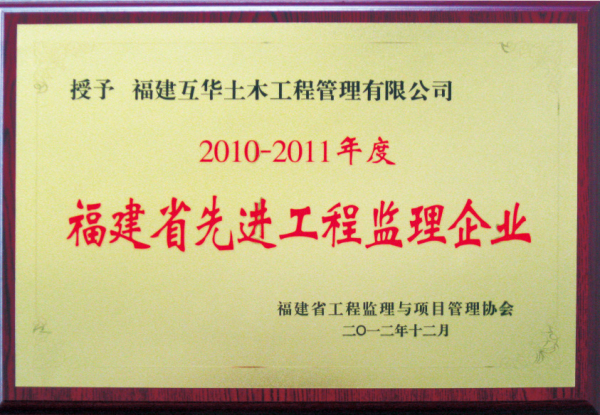 授予 福建互华土木工程管理有限公司
2010-2011年度
福建省先进工程监理企业
福建省工程监理与项目管理协会
二〇一二年十二月